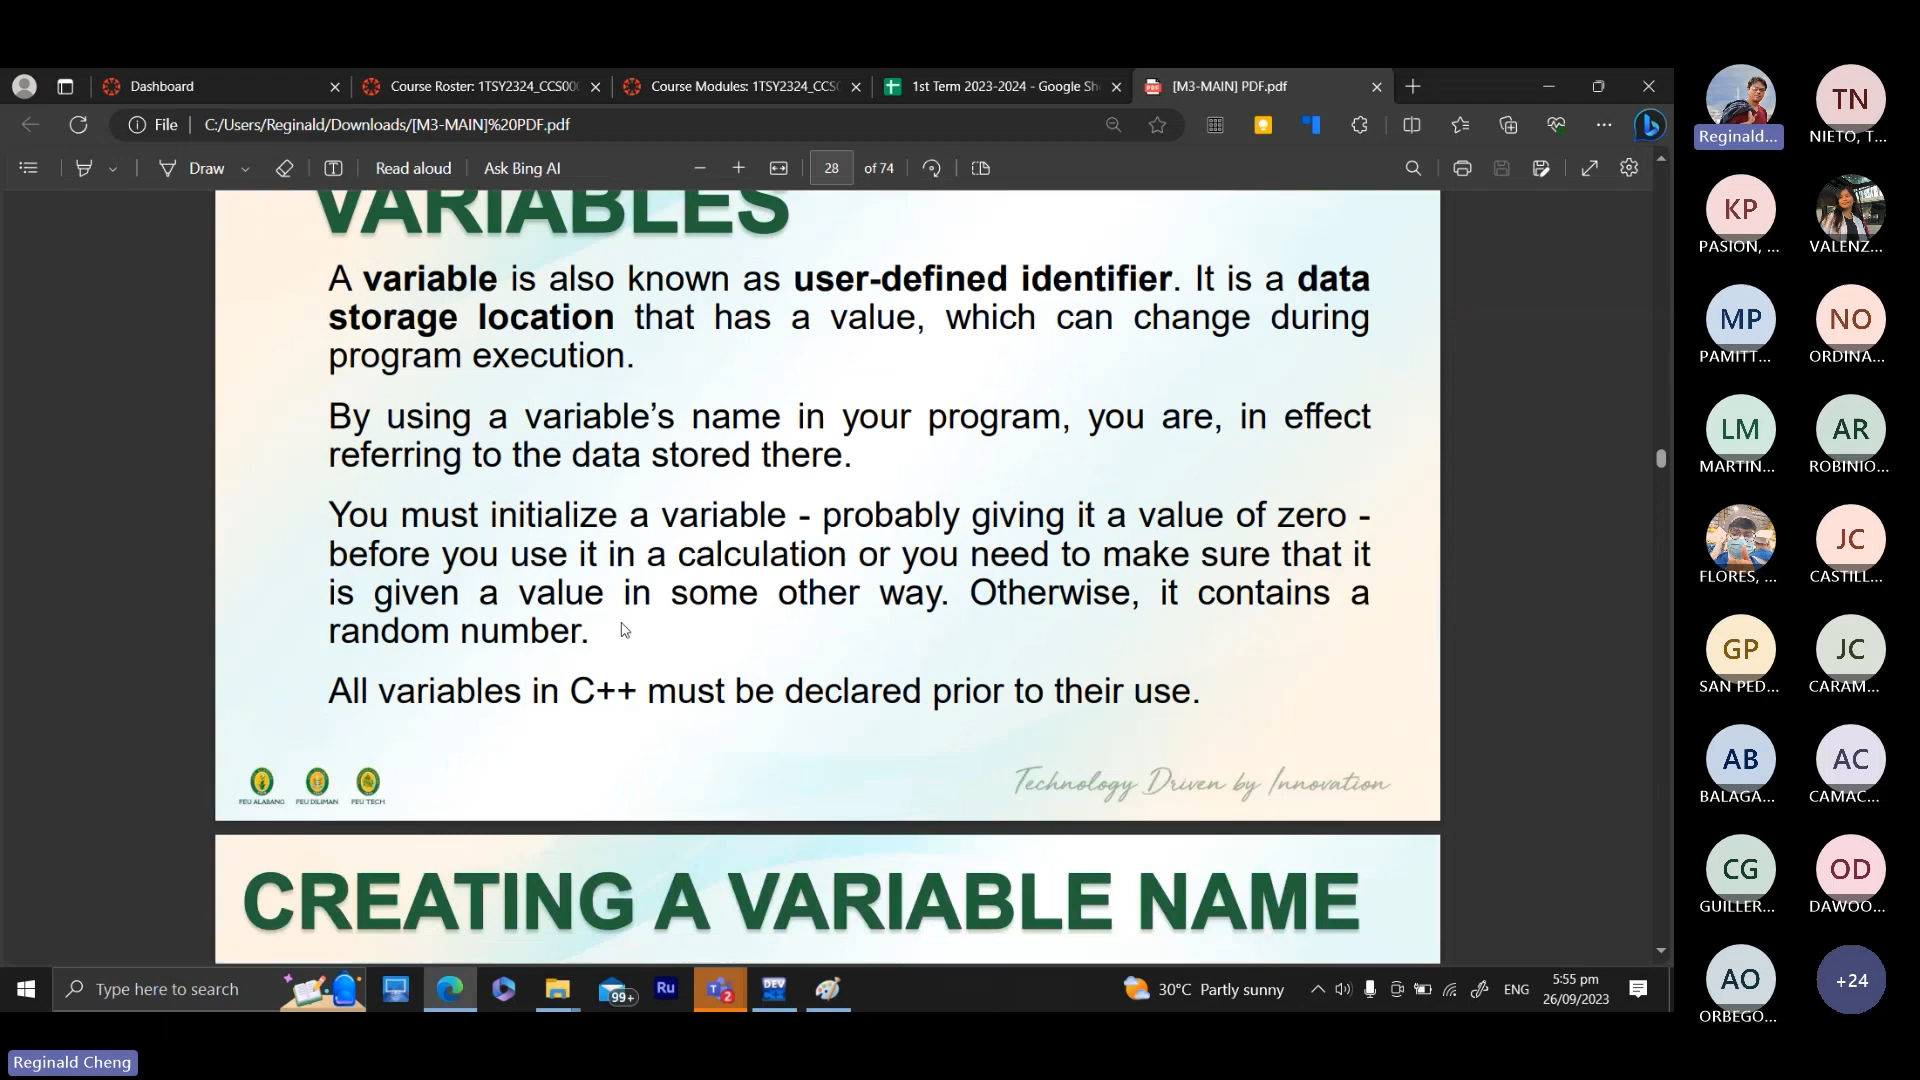 Dashboard
Course Roster: 1TSY2324_CCS00
Course Modules: 1TSY2324_CCS
1st Term 2023-2024 - Google Sh
[M3-MAIN] PDF.pdf
File
C:/Users/Reginald/Downloads/[M3-MAIN]%20PDF.pdf
Draw
Read aloud
Ask Bing AI
28 of 74
VARIABLES
A variable is also known as user-defined identifier. It is a data
storage location that has a value, which can change during
program execution.
By using a variable’s name in your program, you are, in effect
referring to the data stored there.
You must initialize a variable - probably giving it a value of zero -
before you use it in a calculation or you need to make sure that it
is given a value in some other way. Otherwise, it contains a
random number.
All variables in C++ must be declared prior to their use.
FEU ALABANG FEU DILIMAN FEU TECH
Technology Driven by Innovation
CREATING A VARIABLE NAME
Type here to search
99+
Ru
T
2
DEV
30°C Partly sunny
ENG
5:55 pm
26/09/2023
Reginald...
TN
NIETO, T...
KP
PASION, ...
VALENZ...
MP
PAMITT...
NO
ORDINA...
LM
MARTIN...
AR
ROBINIO...
FLORES, ...
JC
CASTILL...
GP
SAN PED...
JC
CARAM...
AB
BALAGA...
AC
CAMAC...
CG
GUILLER...
OD
DAWOO...
AO
ORBEGO...
+24
Reginald Cheng